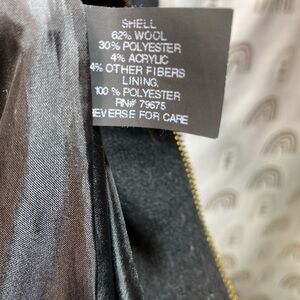 SHELL
62% WOOL
30% POLYESTER
4% ACRYLIC
4% OTHER FIBERS
LINING.
100% POLYESTER
RN# 79675
REVERSE FOR CARE